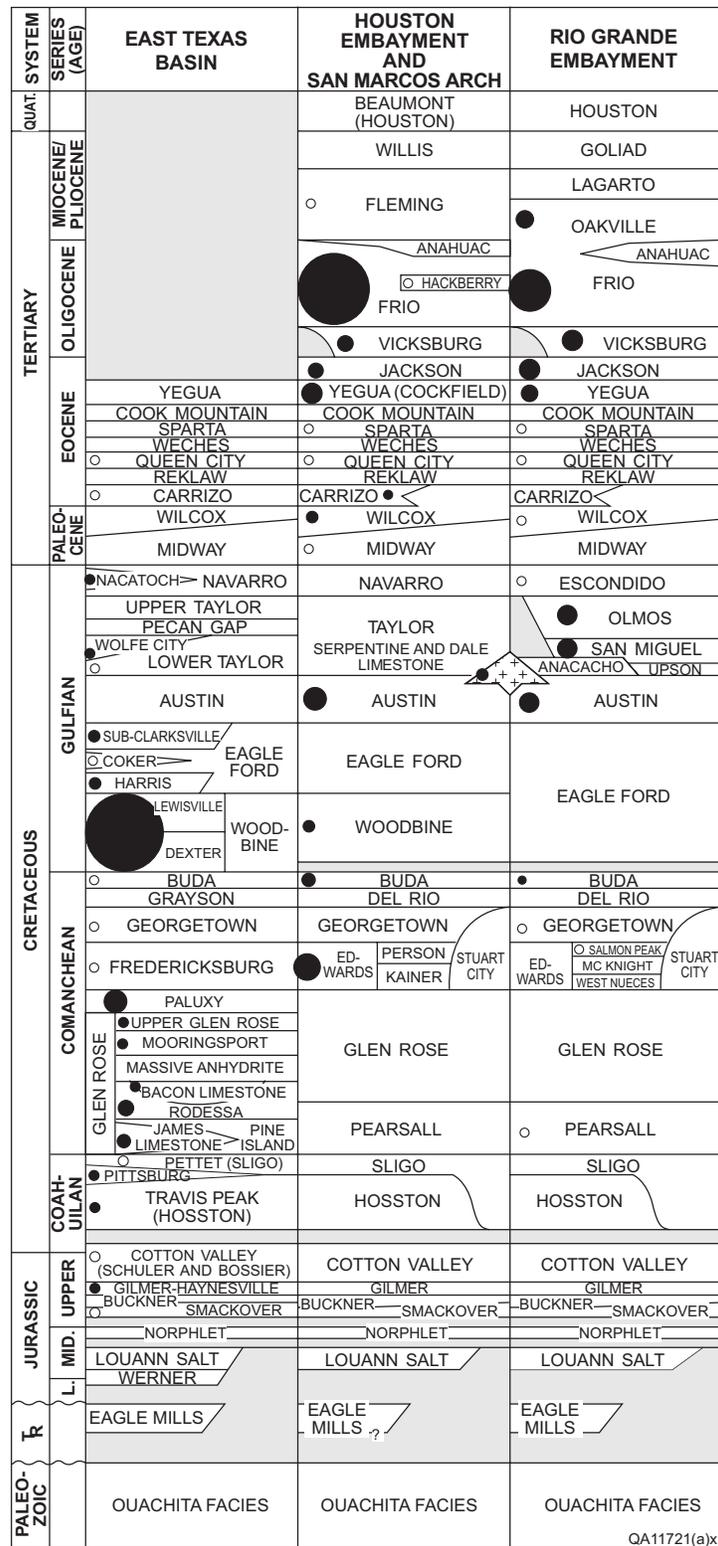 SYSTEM
SERIES
(AGE)
EAST TEXAS
BASIN
HOUSTON
EMBAYMENT
AND
SAN MARCOS ARCH
RIO GRANDE
EMBAYMENT
QUAT.
TERTIARY
CRETACEOUS
JURASSIC
TR
PALEO-
ZOIC
MIOCENE/
PLIOCENE
OLIGOCENE
EOCENE
PALEO-
CENE
GULFIAN
COMANCHEAN
COAH-
UILAN
UPPER
MID.
L.
YEGUA
COOK MOUNTAIN
SPARTA
WECHES
QUEEN CITY
REKLAW
CARRIZO
WILCOX
MIDWAY
NACATOCH
NAVARRO
UPPER TAYLOR
PECAN GAP
WOLFE CITY
LOWER TAYLOR
AUSTIN
SUB-CLARKSVILLE
COKER
HARRIS
EAGLE
FORD
LEWISVILLE
DEXTER
WOOD-
BINE
BUDA
GRAYSON
GEORGETOWN
FREDERICKSBURG
PALUXY
GLEN ROSE
UPPER GLEN ROSE
MOORINGSPORT
MASSIVE ANHYDRITE
BACON LIMESTONE
RODESSA
JAMES
LIMESTONE
PINE
ISLAND
PETTET (SLIGO)
PITTSBURG
TRAVIS PEAK
(HOSSTON)
COTTON VALLEY
(SCHULER AND BOSSIER)
GILMER-HAYNESVILLE
BUCKNER
SMACKOVER
NORPHLET
LOUANN SALT
WERNER
EAGLE MILLS
OUACHITA FACIES
BEAUMONT
(HOUSTON)
WILLIS
FLEMING
ANAHUAC
HACKBERRY
FRIO
VICKSBURG
JACKSON
YEGUA (COCKFIELD)
COOK MOUNTAIN
SPARTA
WECHES
QUEEN CITY
REKLAW
CARRIZO
WILCOX
MIDWAY
NAVARRO
TAYLOR
SERPENTINE AND DALE
LIMESTONE
AUSTIN
EAGLE FORD
WOODBINE
BUDA
DEL RIO
GEORGETOWN
ED-
WARDS
PERSON
KAINER
STUART
CITY
GLEN ROSE
PEARSALL
SLIGO
HOSSTON
COTTON VALLEY
GILMER
BUCKNER
SMACKOVER
NORPHLET
LOUANN SALT
EAGLE
MILLS
?
OUACHITA FACIES
HOUSTON
GOLIAD
LAGARTO
OAKVILLE
ANAHUAC
FRIO
VICKSBURG
JACKSON
YEGUA
COOK MOUNTAIN
SPARTA
WECHES
QUEEN CITY
REKLAW
CARRIZO
WILCOX
MIDWAY
ESCONDIDO
OLMOS
SAN MIGUEL
ANACACHO
UPSON
AUSTIN
EAGLE FORD
BUDA
DEL RIO
GEORGETOWN
ED-
WARDS
SALMON PEAK
MC KNIGHT
WEST NUECES
STUART
CITY
GLEN ROSE
PEARSALL
SLIGO
HOSSTON
COTTON VALLEY
GILMER
BUCKNER
SMACKOVER
NORPHLET
LOUANN SALT
EAGLE
MILLS
OUACHITA FACIES
QA11721(a)x